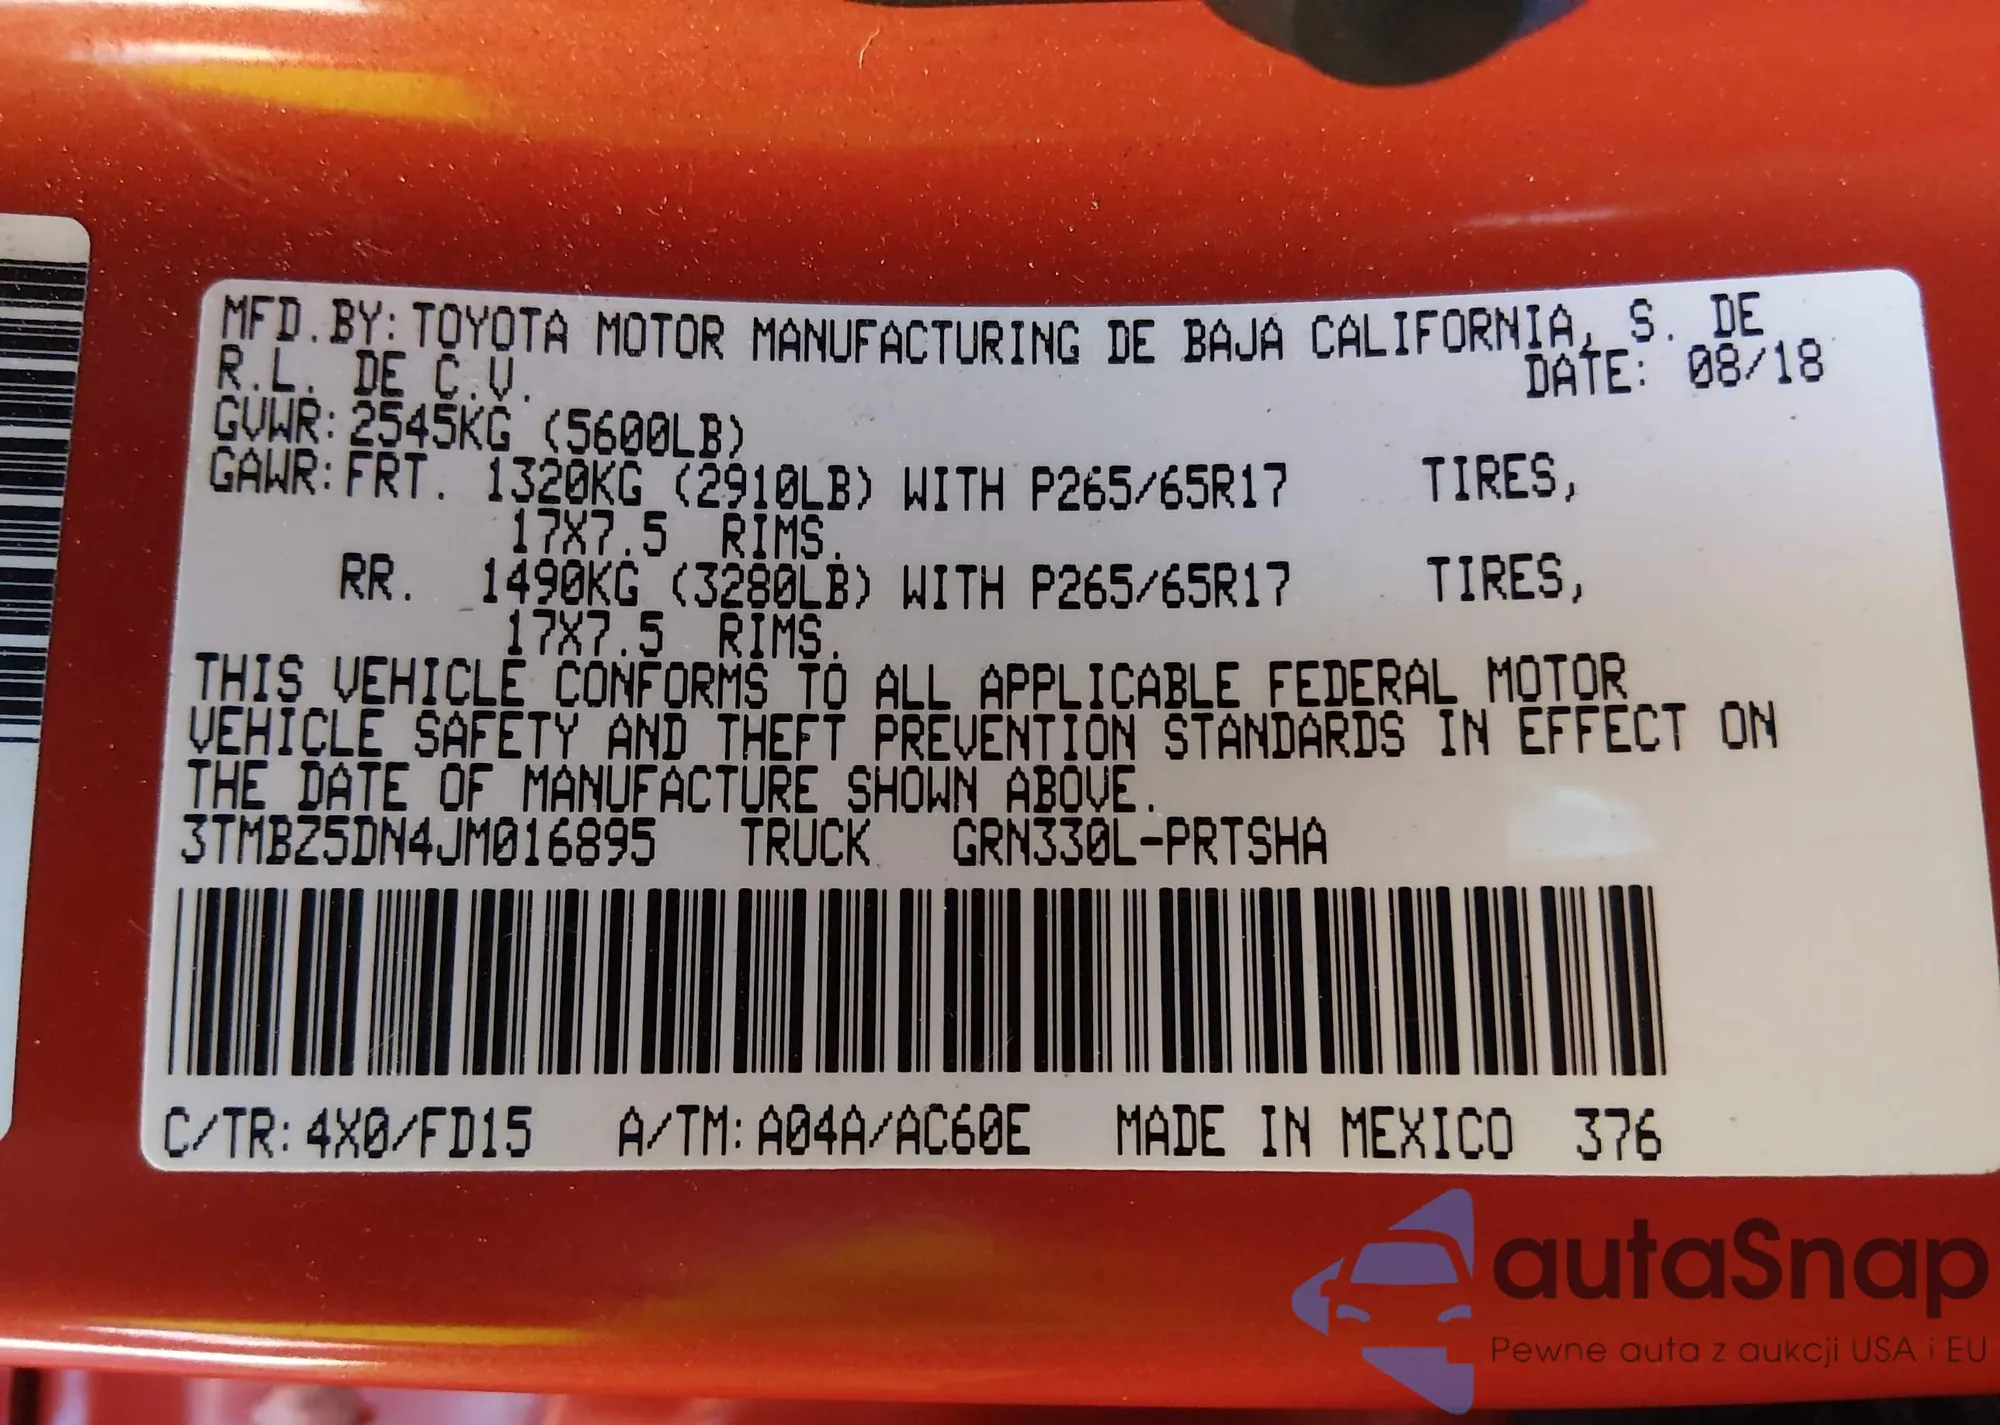 MFD.BY: TOYOTA MOTOR MANUFACTURING DE BAJA CALIFORNIA, S. DE
R.L. DE C.V. DATE: 08/18
GVWR: 2545KG (5600LB)
GAWR: FRT. 1320KG (2910LB) WITH P265/65R17 TIRES,
17X7.5 RIMS.
RR. 1490KG (3280LB) WITH P265/65R17 TIRES,
17X7.5 RIMS.
THIS VEHICLE CONFORMS TO ALL APPLICABLE FEDERAL MOTOR
VEHICLE SAFETY AND THEFT PREVENTION STANDARDS IN EFFECT ON
THE DATE OF MANUFACTURE SHOWN ABOVE.
3TMBZ5DN4JM016895 TRUCK GRN330L-PRTSHA
C/TR: 4X0/FD15 A/TM: A04A/AC60E MADE IN MEXICO 376
autaSnap
Pewne auta z aukcji USA i EU